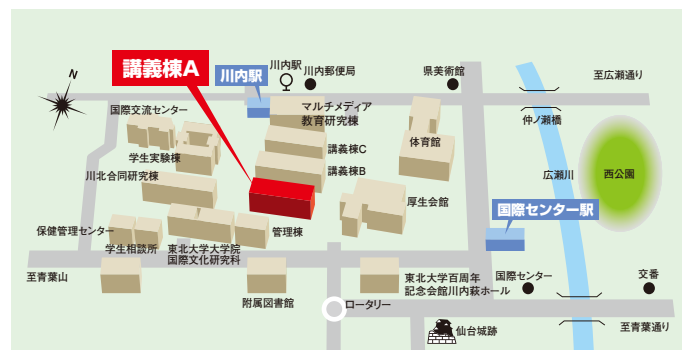 N
講義棟A
川内駅
川内駅
川内郵便局
県美術館
至広瀬通り
国際交流センター
マルチメディア
教育研究棟
仲ノ瀬橋
体育館
学生実験棟
講義棟C
川北合同研究棟
講義棟B
広瀬川
西公園
厚生会館
国際センター駅
保健管理センター
管理棟
学生相談所
東北大学大学院
国際文化研究科
至青葉山
東北大学百周年
記念会館川内萩ホール
国際センター
交番
附属図書館
ロータリー
仙台城跡
至青葉通り